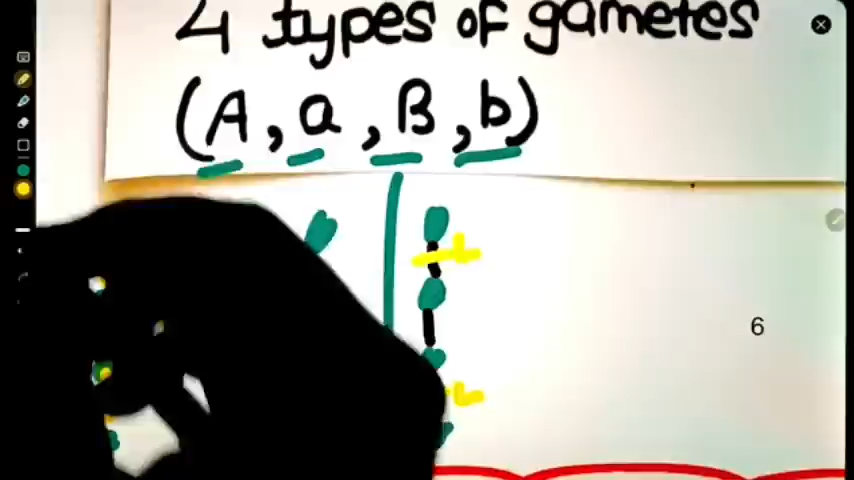 4 types of gametes
(A, a, B, b)
6